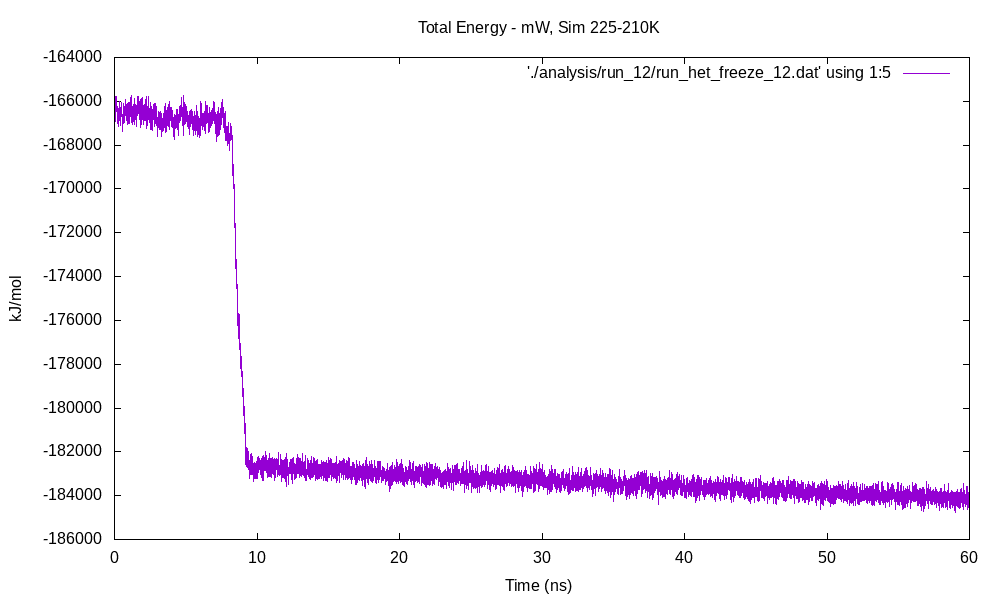 Total Energy - mW, Sim 225-210K
'./analysis/run_12/run_het_freeze_12.dat' using 1:5
-164000
-166000
-168000
-170000
-172000
-174000
-176000
-178000
-180000
-182000
-184000
-186000
kJ/mol
0 10 20 30 40 50 60
Time (ns)